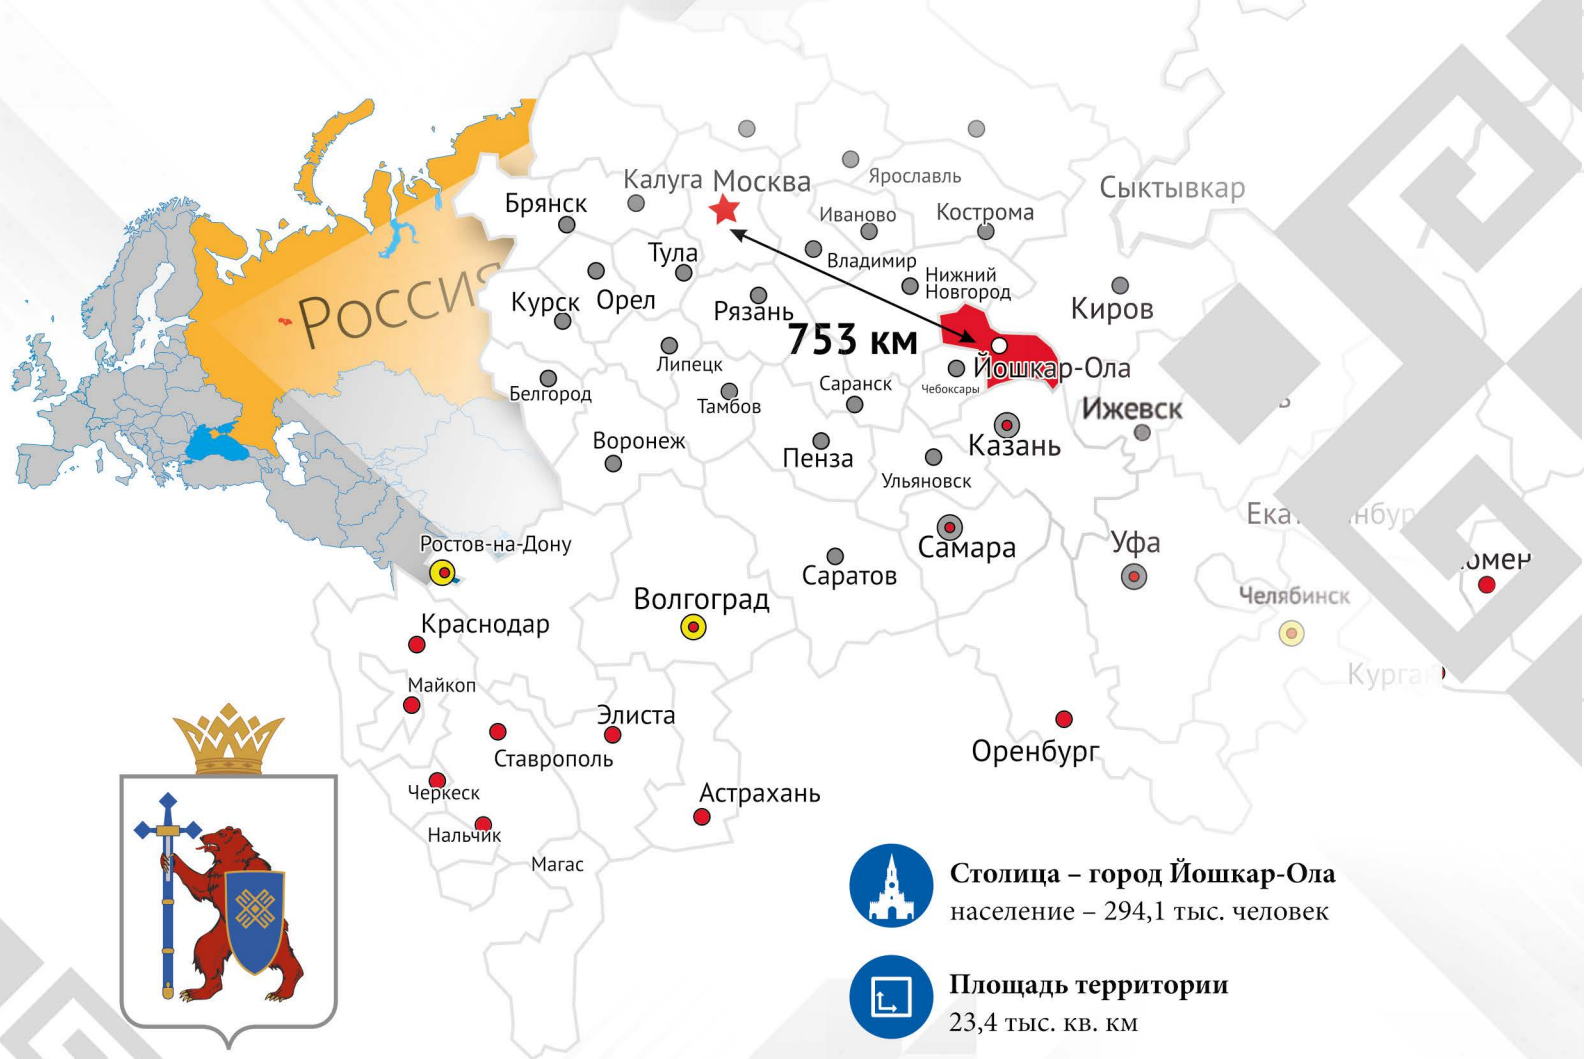 Калуга
Москва
Ярославль
Сыктывкар
Брянск
Иваново
Кострома
Тула
Владимир
Россия
Нижний
Новгород
Курск
Орел
Рязань
Киров
753 км
Липецк
Йошкар-Ола
Белгород
Саранск
Чебоксары
Тамбов
Ижевск
Воронеж
Казань
Пенза
Ульяновск
Ростов-на-Дону
Самара
Уфа
Саратов
Челябинск
Волгоград
Краснодар
Майкоп
Элиста
Ставрополь
Оренбург
Черкеск
Астрахань
Нальчик
Магас
Столица – город Йошкар-Ола
население – 294,1 тыс. человек
Площадь территории
23,4 тыс. кв. км